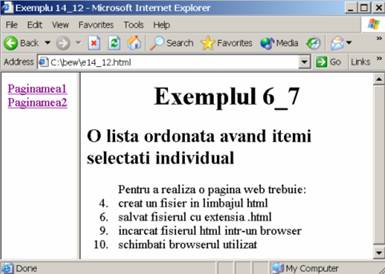 Exemplu 14_12 - Microsoft Internet Explorer
File Edit View Favorites Tools Help
Back Search Favorites Media
Address C:\bew\e14_12.html Go Links
Paginamea1
Paginamea2
Exemplul 6_7
O lista ordonata avand itemi
selectati individual
Pentru a realiza o pagina web trebuie:
4. creat un fisier in limbajul html
6. salvat fisierul cu extensia .html
9. incarcat fisierul html intr-un browser
10. schimbati browserul utilizat
Done My Computer